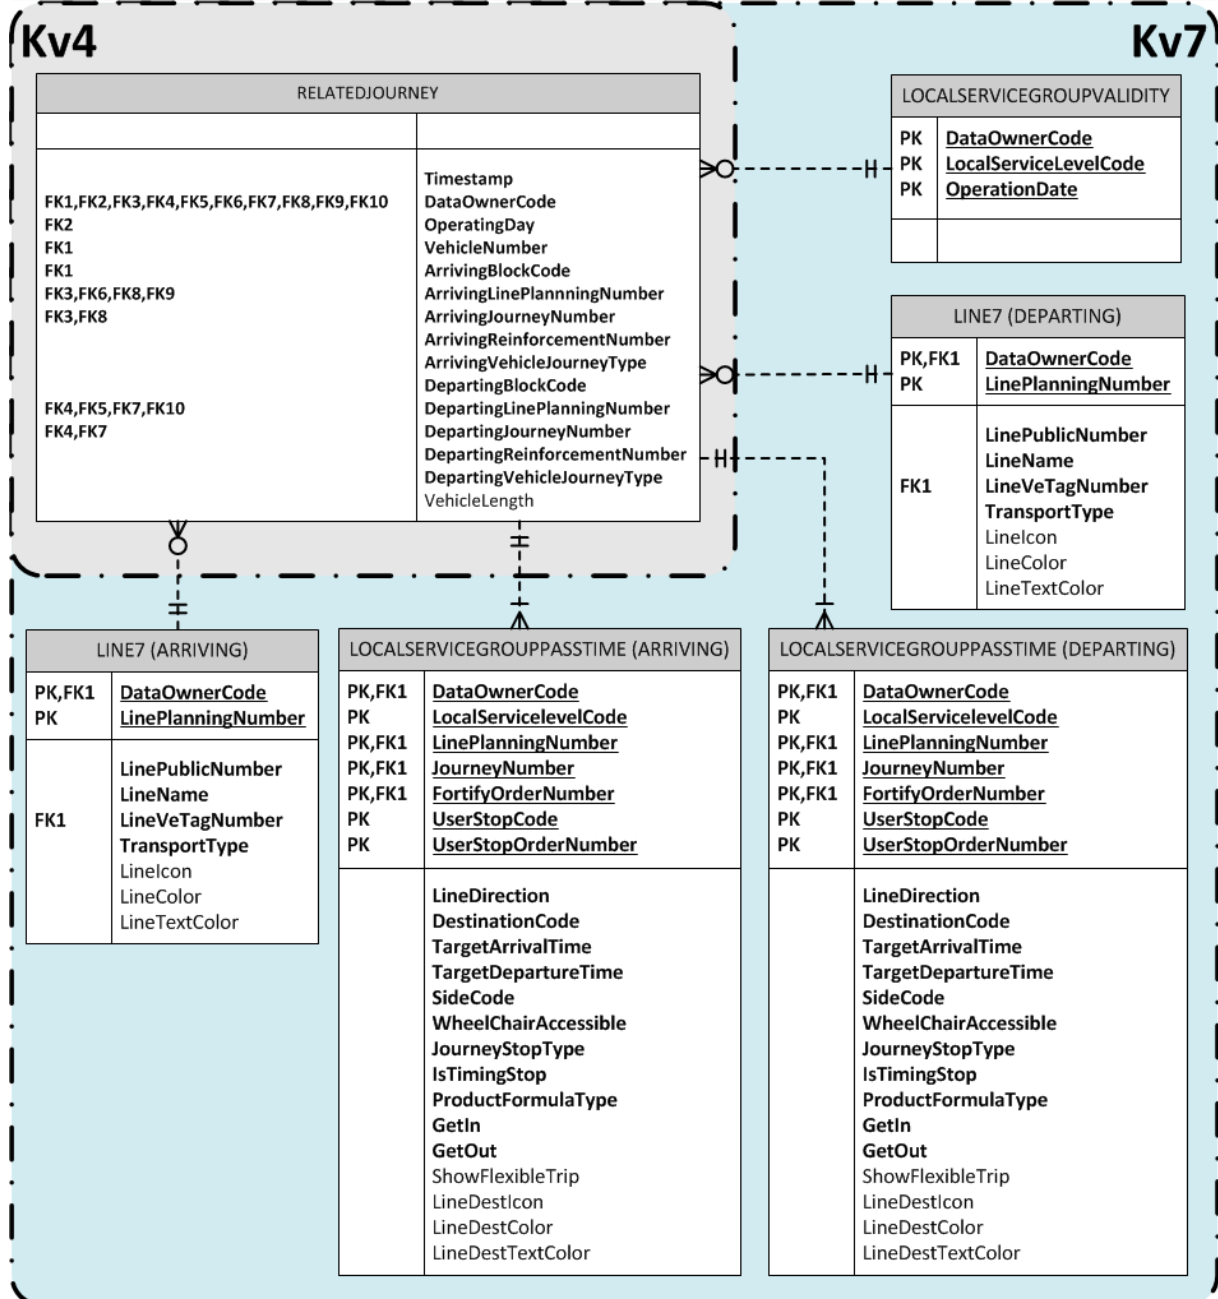 Kv4
Kv7
RELATEDJOURNEY
Timestamp
FK1,FK2,FK3,FK4,FK5,FK6,FK7,FK8,FK9,FK10 DataOwnerCode
FK2 OperatingDay
FK1 VehicleNumber
FK1 ArrivingBlockCode
FK3,FK6,FK8,FK9 ArrivingLinePlannningNumber
FK3,FK8 ArrivingJourneyNumber
ArrivingReinforcementNumber
ArrivingVehicleJourneyType
DepartingBlockCode
FK4,FK5,FK7,FK10 DepartingLinePlanningNumber
FK4,FK7 DepartingJourneyNumber
DepartingReinforcementNumber
DepartingVehicleJourneyType
VehicleLength
LOCALSERVICEGROUPVALIDITY
PK DataOwnerCode
PK LocalServiceLevelCode
PK OperationDate
LINE7 (DEPARTING)
PK,FK1 DataOwnerCode
PK LinePlanningNumber
LinePublicNumber
LineName
FK1 LineVeTagNumber
TransportType
LineIcon
LineColor
LineTextColor
LINE7 (ARRIVING)
PK,FK1 DataOwnerCode
PK LinePlanningNumber
LinePublicNumber
LineName
FK1 LineVeTagNumber
TransportType
LineIcon
LineColor
LineTextColor
LOCALSERVICEGROUPPASSTIME (ARRIVING)
PK,FK1 DataOwnerCode
PK LocalServicelevelCode
PK,FK1 LinePlanningNumber
PK,FK1 JourneyNumber
PK,FK1 FortifyOrderNumber
PK UserStopCode
PK UserStopOrderNumber
LineDirection
DestinationCode
TargetArrivalTime
TargetDepartureTime
SideCode
WheelChairAccessible
JourneyStopType
IsTimingStop
ProductFormulaType
GetIn
GetOut
ShowFlexibleTrip
LineDestIcon
LineDestColor
LineDestTextColor
LOCALSERVICEGROUPPASSTIME (DEPARTING)
PK,FK1 DataOwnerCode
PK LocalServicelevelCode
PK,FK1 LinePlanningNumber
PK,FK1 JourneyNumber
PK,FK1 FortifyOrderNumber
PK UserStopCode
PK UserStopOrderNumber
LineDirection
DestinationCode
TargetArrivalTime
TargetDepartureTime
SideCode
WheelChairAccessible
JourneyStopType
IsTimingStop
ProductFormulaType
GetIn
GetOut
ShowFlexibleTrip
LineDestIcon
LineDestColor
LineDestTextColor